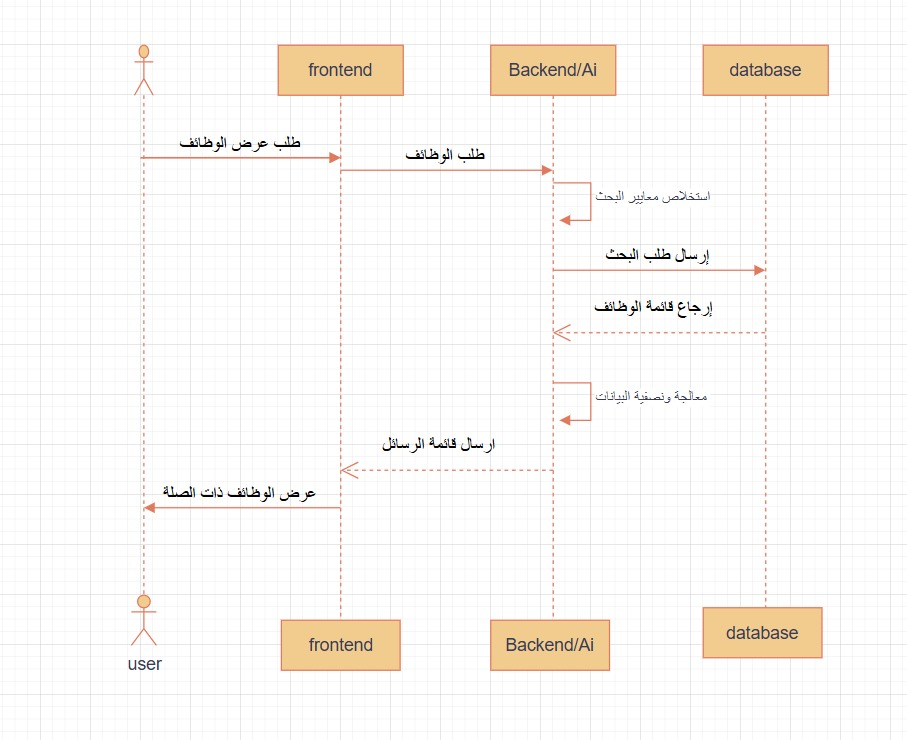 frontend
Backend/Ai
database
طلب عرض الوظائف
طلب الوظائف
استخلاص معايير البحث
إرسال طلب البحث
إرجاع قائمة الوظائف
معالجة ونصفية البيانات
ارسال قائمة الرسائل
عرض الوظائف ذات الصلة
user
frontend
Backend/Ai
database